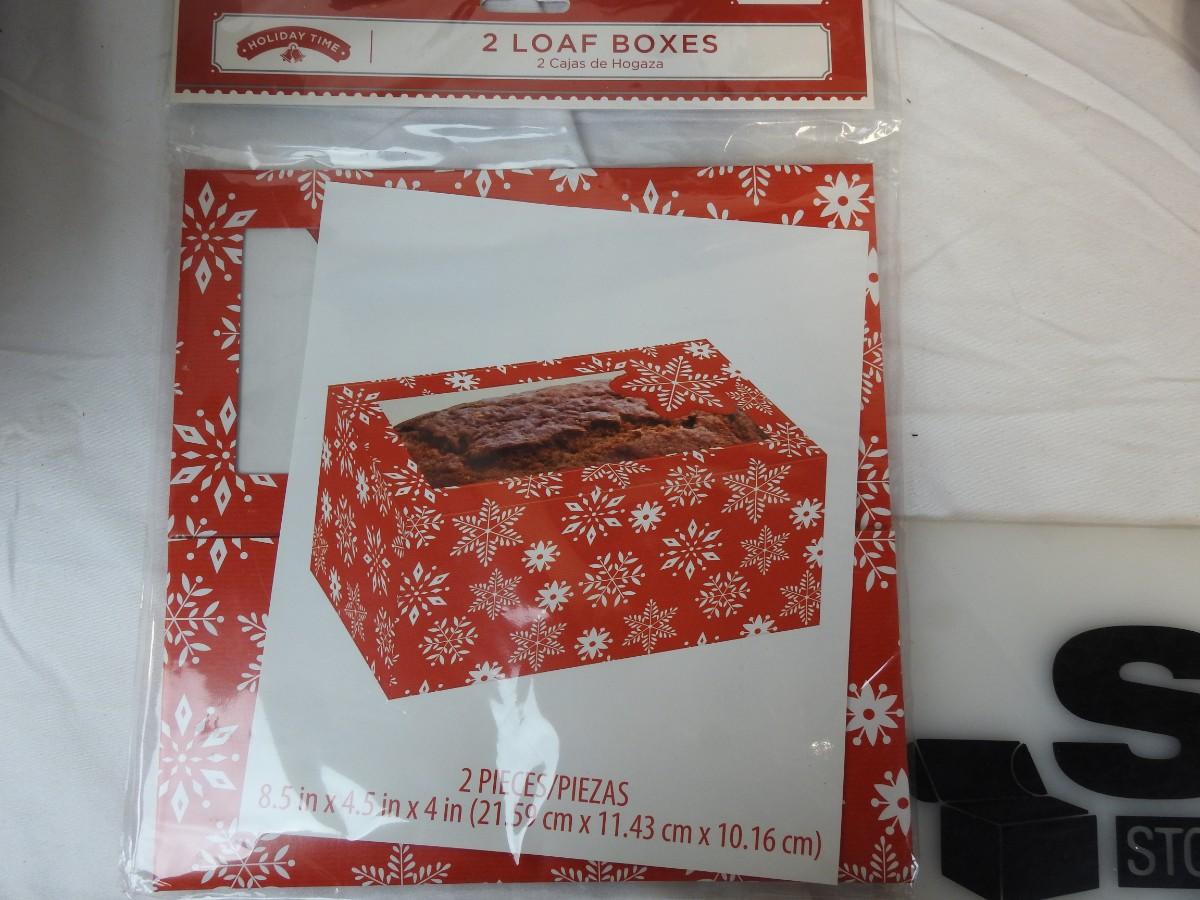 HOLIDAY TIME
2 LOAF BOXES
2 Cajas de Hogaza
2 PIECES/PIEZAS
8.5 in x 4.5 in x 4 in (21.59 cm x 11.43 cm x 10.16 cm)
S
STO